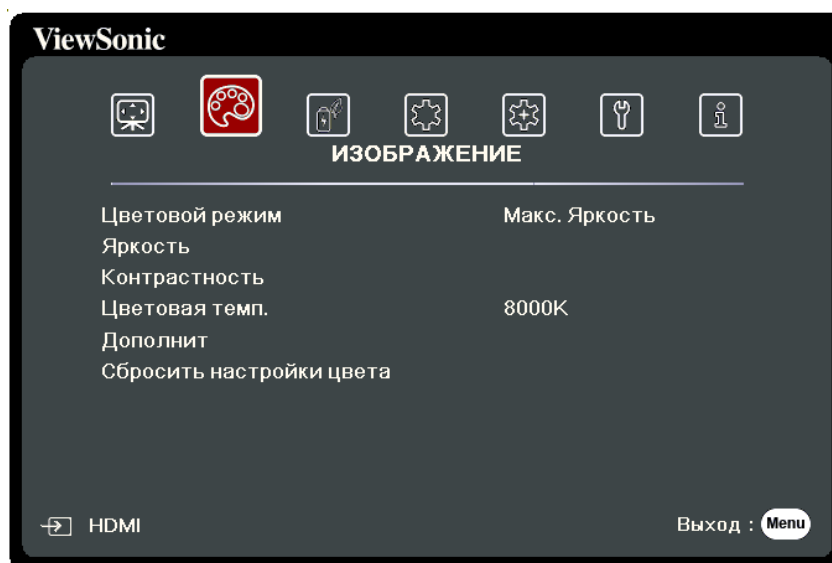 ViewSonic
ИЗОБРАЖЕНИЕ
Цветовой режим Макс. Яркость
Яркость
Контрастность
Цветовая темп. 8000K
Дополнит
Сбросить настройки цвета
HDMI Выход : Menu